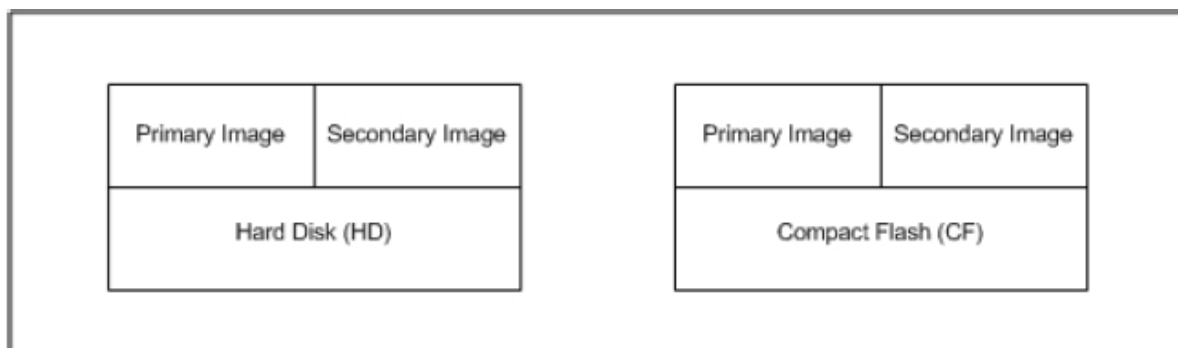 Primary Image
Secondary Image
Hard Disk (HD)
Primary Image
Secondary Image
Compact Flash (CF)